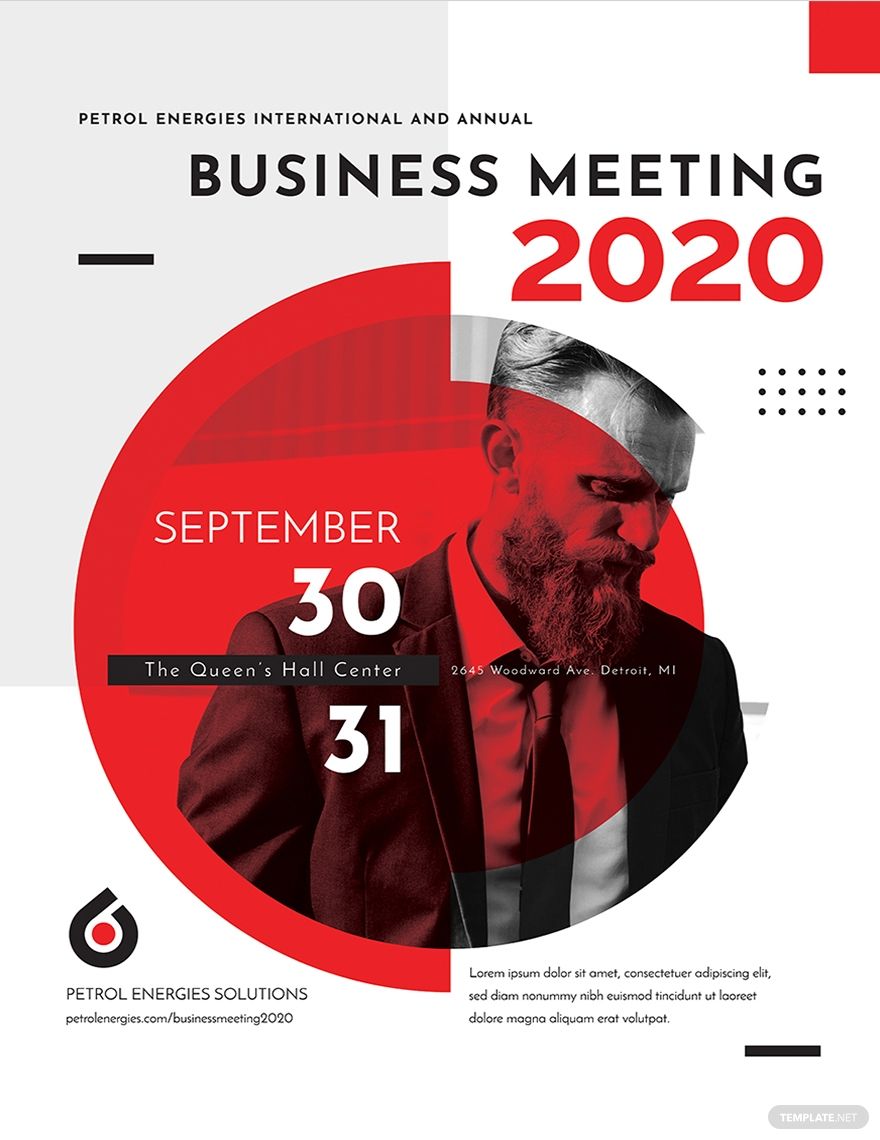 PETROL ENERGIES INTERNATIONAL AND ANNUAL
BUSINESS MEETING
2020
SEPTEMBER
30
The Queen's Hall Center
2645 Woodward Ave. Detroit, MI
31
PETROL ENERGIES SOLUTIONS
petrolenergies.com/businessmeeting2020
Lorem ipsum dolor sit amet, consectetuer adipiscing elit,
sed diam nonummy nibh euismod tincidunt ut laoreet
dolore magna aliquam erat volutpat.
TEMPLATE.NET